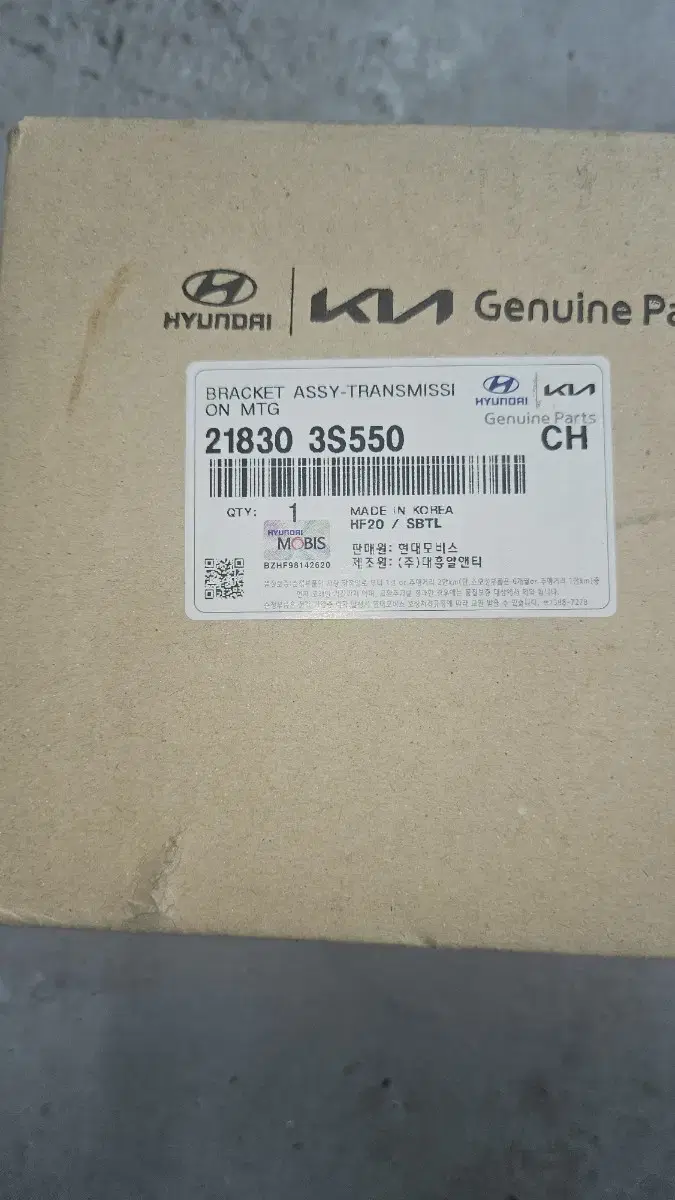 HYUNDAI KIA Genuine Pa
BRACKET ASSY-TRANSMISSI
ON MTG
HYUNDAI KIA
Genuine Parts
21830 3S550
CH
QTY: 1
MADE IN KOREA
HF20 / SBTL
HYUNDAI
MOBIS
BZHF98142620
판매원: 현대모비스
제조원: (주)대흥알앤티